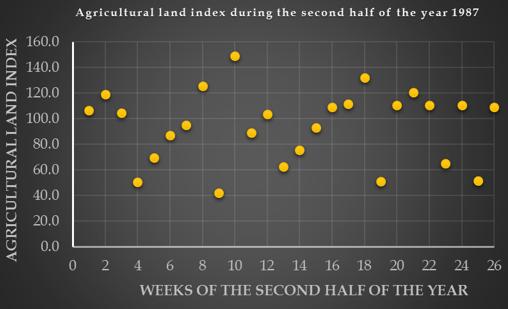 Agricultural land index during the second half of the year 1987
AGRICULTURAL LAND INDEX
160.0
140.0
120.0
100.0
80.0
60.0
40.0
20.0
0.0
0 2 4 6 8 10 12 14 16 18 20 22 24 26
WEEKS OF THE SECOND HALF OF THE YEAR